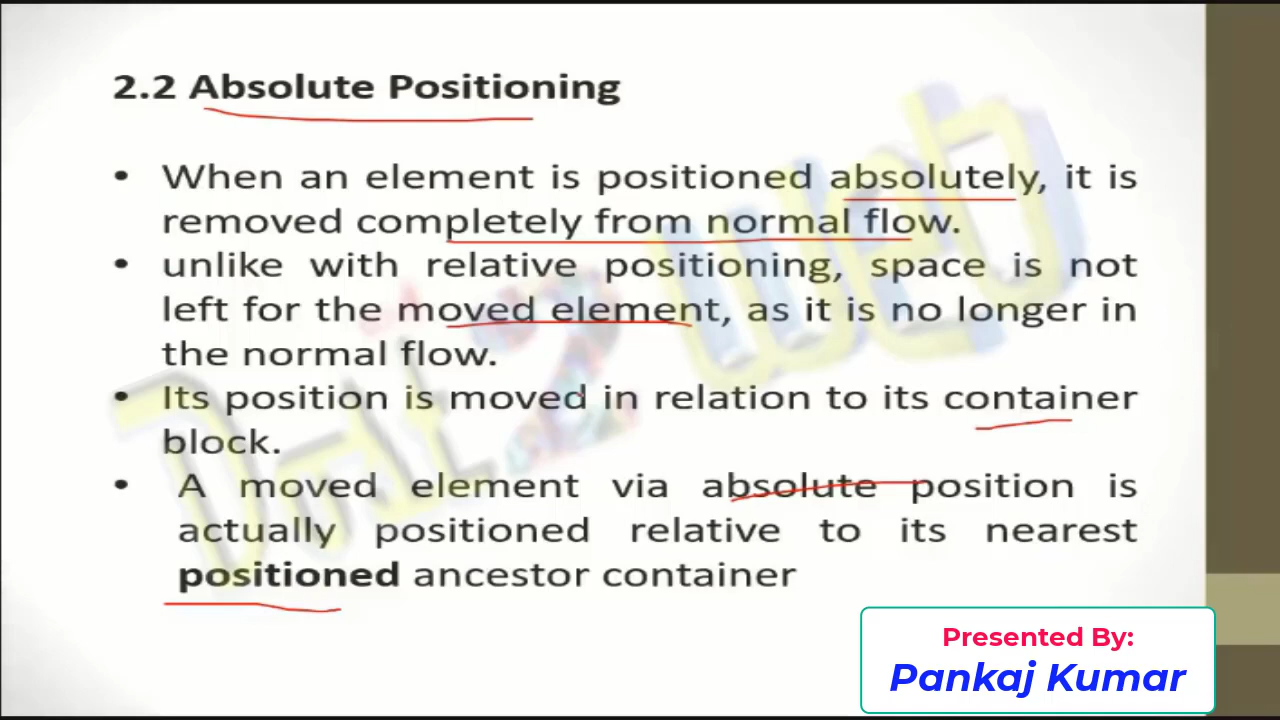 2.2 Absolute Positioning
• When an element is positioned absolutely, it is
removed completely from normal flow.
• unlike with relative positioning, space is not
left for the moved element, as it is no longer in
the normal flow.
• Its position is moved in relation to its container
block.
• A moved element via absolute position is
actually positioned relative to its nearest
positioned ancestor container
Presented By:
Pankaj Kumar